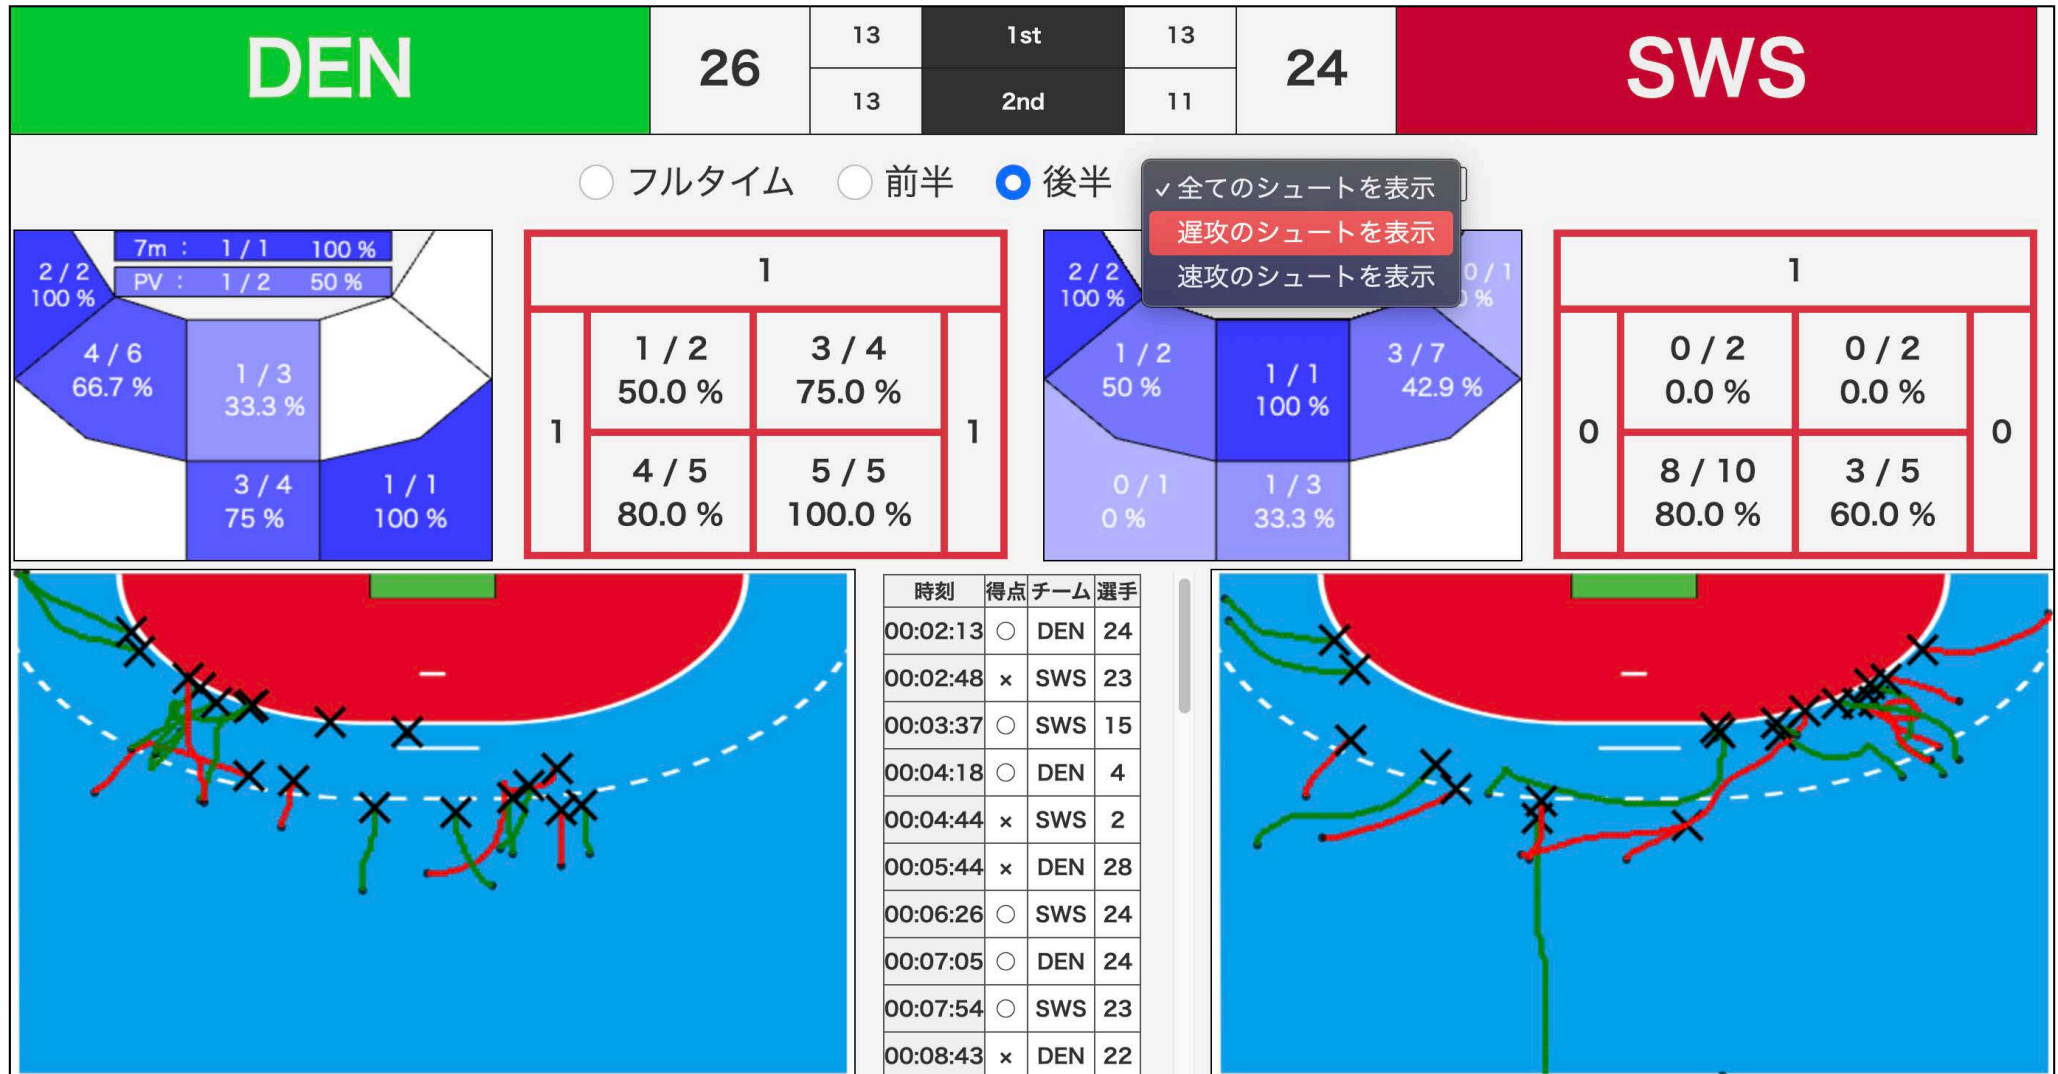 DEN 26 13 1st 13 24 SWS
13 2nd 11
フルタイム 前半 後半
✓全てのシュートを表示
遅攻のシュートを表示
速攻のシュートを表示
7m : 1 / 1 100 %
PV : 1 / 2 50 %
2 / 2
100 %
4 / 6
66.7 %
1 / 3
33.3 %
3 / 4
75 %
1 / 1
100 %
1
1
1 / 2
50.0 %
3 / 4
75.0 %
4 / 5
80.0 %
5 / 5
100.0 %
1
2 / 2
100 %
0 / 1
%
1 / 2
50 %
1 / 1
100 %
3 / 7
42.9 %
0 / 1
0 %
1 / 3
33.3 %
1
0
0 / 2
0.0 %
0 / 2
0.0 %
8 / 10
80.0 %
3 / 5
60.0 %
0
時刻 得点 チーム 選手
00:02:13 ○ DEN 24
00:02:48 × SWS 23
00:03:37 ○ SWS 15
00:04:18 ○ DEN 4
00:04:44 × SWS 2
00:05:44 × DEN 28
00:06:26 ○ SWS 24
00:07:05 ○ DEN 24
00:07:54 ○ SWS 23
00:08:43 × DEN 22